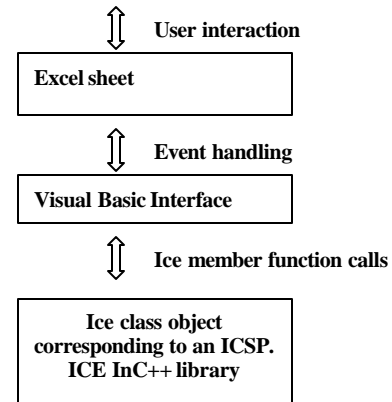 User interaction
Excel sheet
Event handling
Visual Basic Interface
Ice member function calls
Ice class object
corresponding to an ICSP.
ICE InC++ library